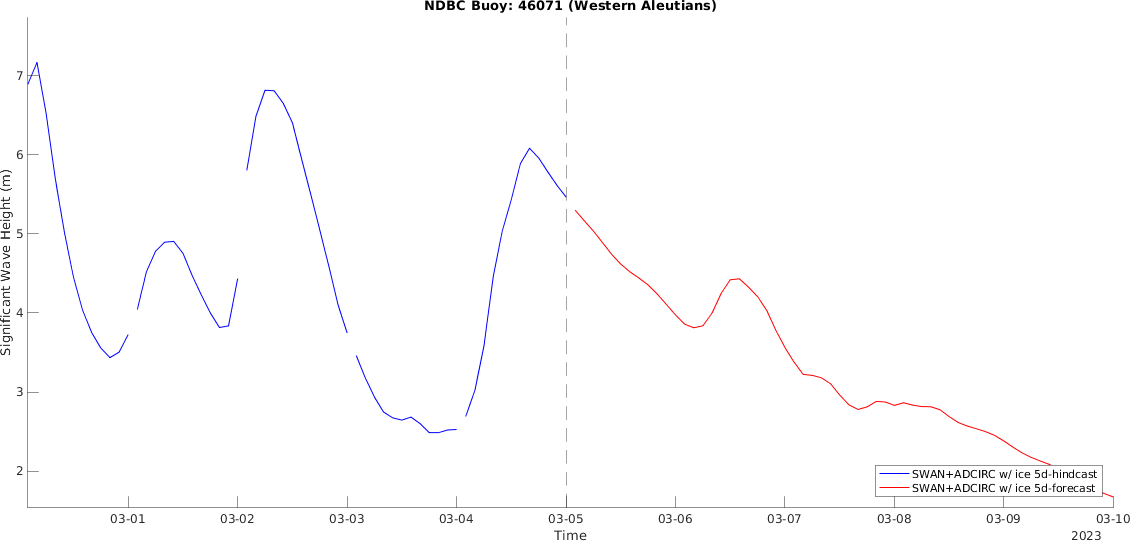 NDBC Buoy: 46071 (Western Aleutians)
7
6
5
4
3
2
Significant Wave Height (m)
SWAN+ADCIRC w/ ice 5d-hindcast
SWAN+ADCIRC w/ ice 5d-forecast
03-01 03-02 03-03 03-04 03-05 03-06 03-07 03-08 03-09 03-10
Time
2023